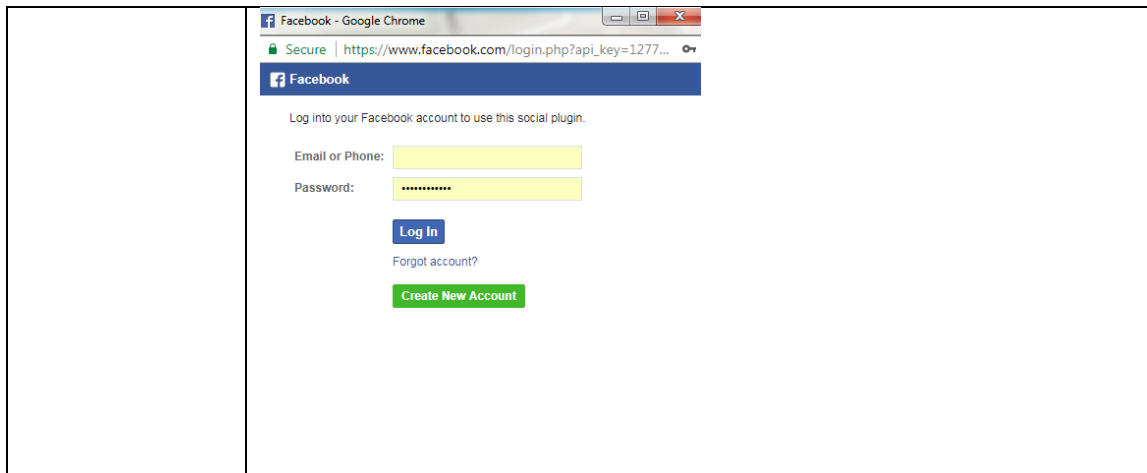 Facebook - Google Chrome
Secure | https://www.facebook.com/login.php?api_key=1277...
Facebook
Log into your Facebook account to use this social plugin.
Email or Phone:
Password: ••••••••••••
Log In
Forgot account?
Create New Account